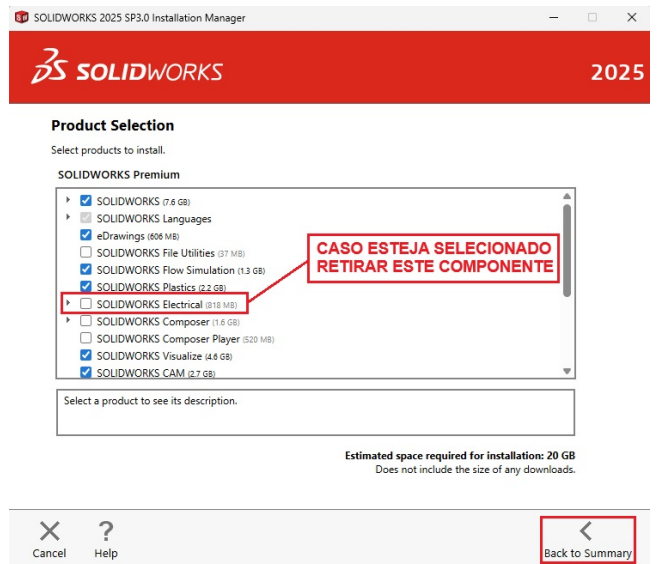 SOLIDWORKS 2025 SP3.0 Installation Manager
SOLIDWORKS
2025
Product Selection
Select products to install.
SOLIDWORKS Premium
SOLIDWORKS (7.6 GB)
SOLIDWORKS Languages
eDrawings (606 MB)
SOLIDWORKS File Utilities (37 MB)
SOLIDWORKS Flow Simulation (1.3 GB)
SOLIDWORKS Plastics (2.2 GB)
SOLIDWORKS Electrical (818 MB)
SOLIDWORKS Composer (1.6 GB)
SOLIDWORKS Composer Player (520 MB)
SOLIDWORKS Visualize (4.6 GB)
SOLIDWORKS CAM (2.7 GB)
CASO ESTEJA SELECIONADO
RETIRAR ESTE COMPONENTE
Select a product to see its description.
Estimated space required for installation: 20 GB
Does not include the size of any downloads.
Cancel
Help
Back to Summary